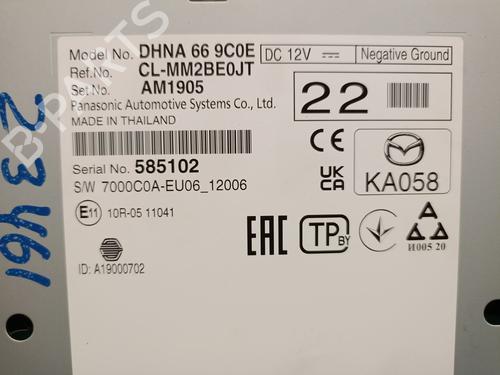 Model No. DHNA 66 9C0E
DC 12V
Negative Ground
Ref.No. CL-MM2BE0JT
Set No. AM1905
22
Panasonic Automotive Systems Co., Ltd.
MADE IN THAILAND
CE
Serial No. 585102
UK
CA
KA058
S/W 7000C0A-EU06_12006
E11 10R-05 11041
EAC
TP BY
И005 20
ID: A19000702
23461
B-PARTS